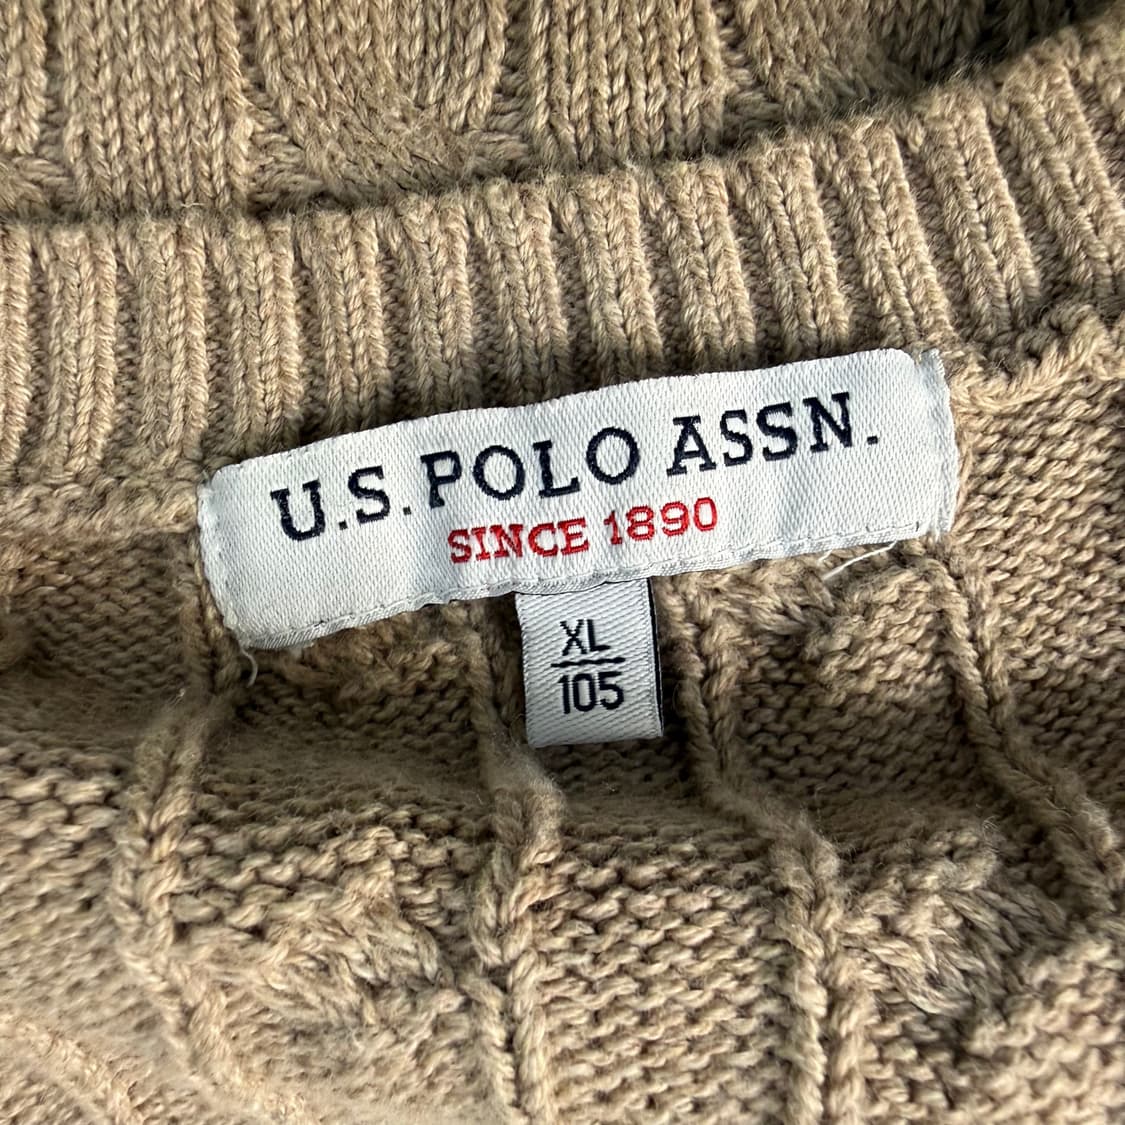 U.S. POLO ASSN.
SINCE 1890
XL
105